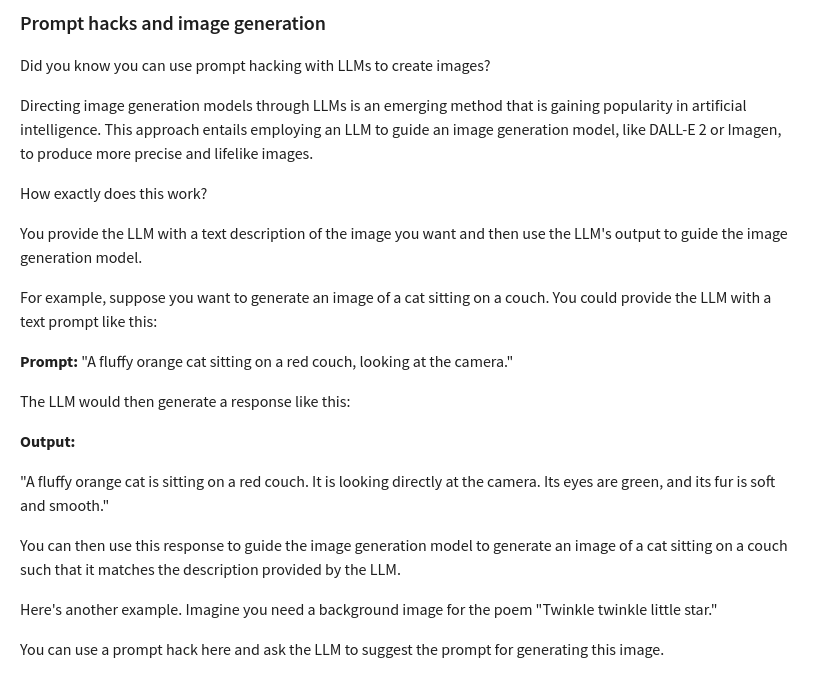 Prompt hacks and image generation
Did you know you can use prompt hacking with LLMs to create images?
Directing image generation models through LLMs is an emerging method that is gaining popularity in artificial
intelligence. This approach entails employing an LLM to guide an image generation model, like DALL-E 2 or Imagen,
to produce more precise and lifelike images.
How exactly does this work?
You provide the LLM with a text description of the image you want and then use the LLM's output to guide the image
generation model.
For example, suppose you want to generate an image of a cat sitting on a couch. You could provide the LLM with a
text prompt like this:
Prompt: "A fluffy orange cat sitting on a red couch, looking at the camera."
The LLM would then generate a response like this:
Output:
"A fluffy orange cat is sitting on a red couch. It is looking directly at the camera. Its eyes are green, and its fur is soft
and smooth."
You can then use this response to guide the image generation model to generate an image of a cat sitting on a couch
such that it matches the description provided by the LLM.
Here's another example. Imagine you need a background image for the poem "Twinkle twinkle little star."
You can use a prompt hack here and ask the LLM to suggest the prompt for generating this image.